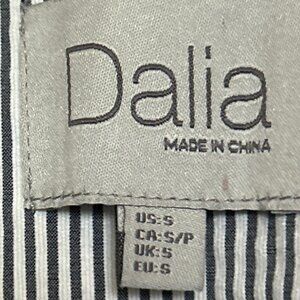 Dalia
MADE IN CHINA
US:S
CA:S/P
UK:S
EU:S